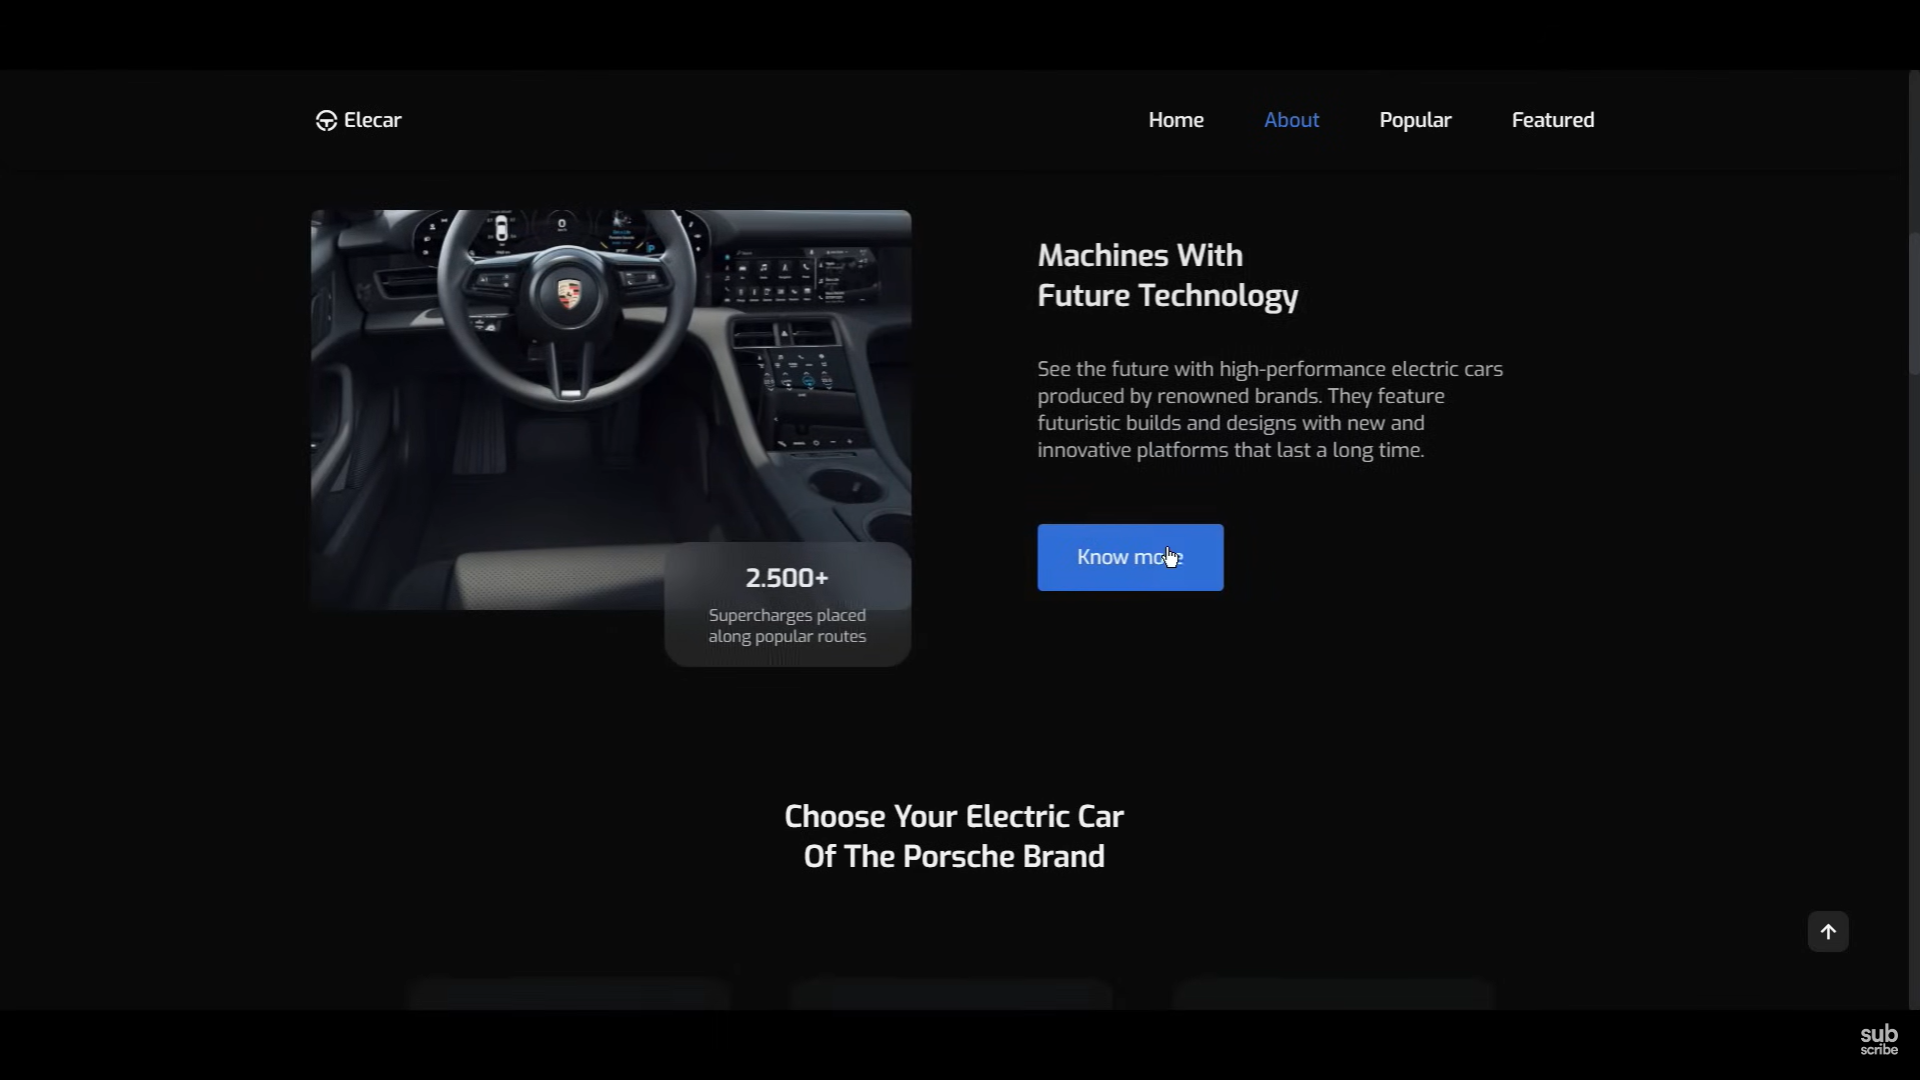 Elecar
Home
About
Popular
Featured
Machines With
Future Technology
See the future with high-performance electric cars
produced by renowned brands. They feature
futuristic builds and designs with new and
innovative platforms that last a long time.
Know more
2.500+
Supercharges placed
along popular routes
Choose Your Electric Car
Of The Porsche Brand
sub
scribe